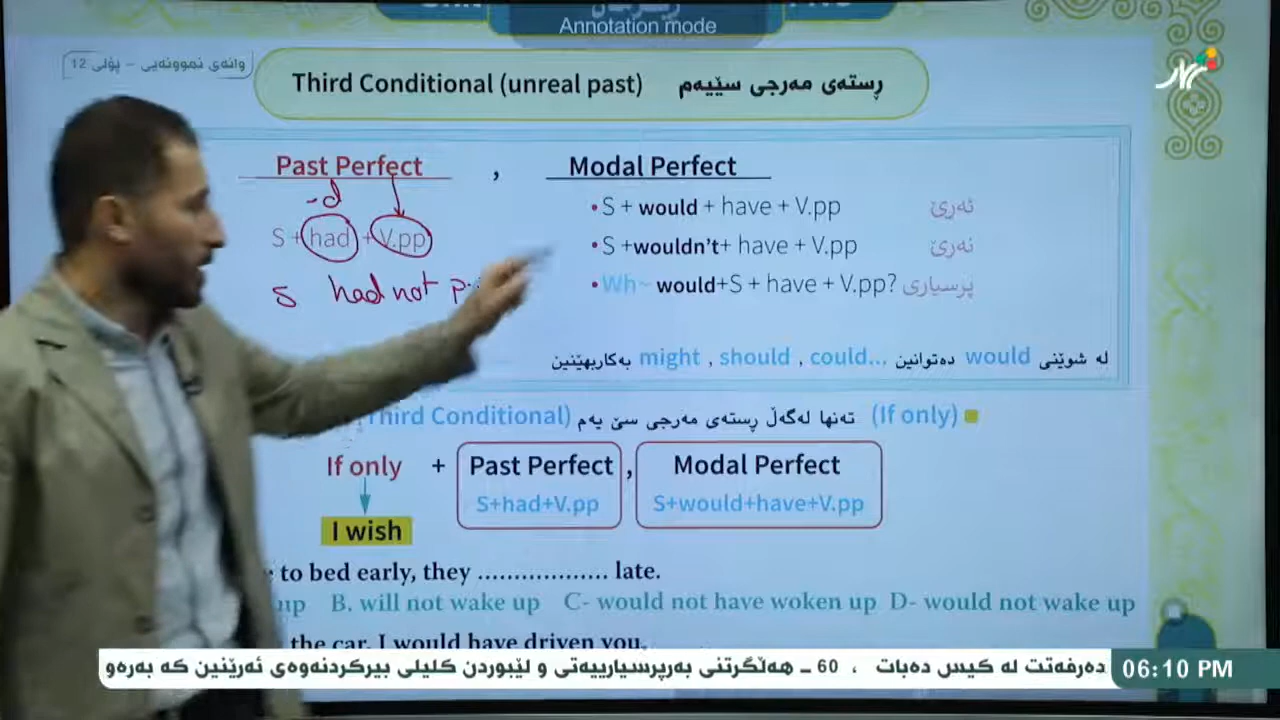 Annotation mode
وانەی نموونەیی - پۆلی 12
Third Conditional (unreal past) ڕستەی مەرجی سێیەم
Past Perfect , Modal Perfect
-d
S + had + V.pp
S had not p.
•S + would + have + V.pp ئەرێ
•S +wouldn't+ have + V.pp نەرێ
•Wh~ would+S + have + V.pp? پرسیاری
لە شوێنی would دەتوانین might , should , could... بەکاربهێنین
(If only) تەنها لەگەڵ ڕستەی مەرجی سێ یەم (Third Conditional)
If only + Past Perfect , Modal Perfect
S+had+V.pp S+would+have+V.pp
I wish
to bed early, they .................. late.
up B. will not wake up C- would not have woken up D- would not wake up
the car, I would have driven you.
دەرفەتت لە کیس دەبات ، 60 ـ هەڵگرتنی بەرپرسیارییەتی و لێبوردن کلیلی بیرکردنەوەی ئەرێنین کە بەرەو
06:10 PM